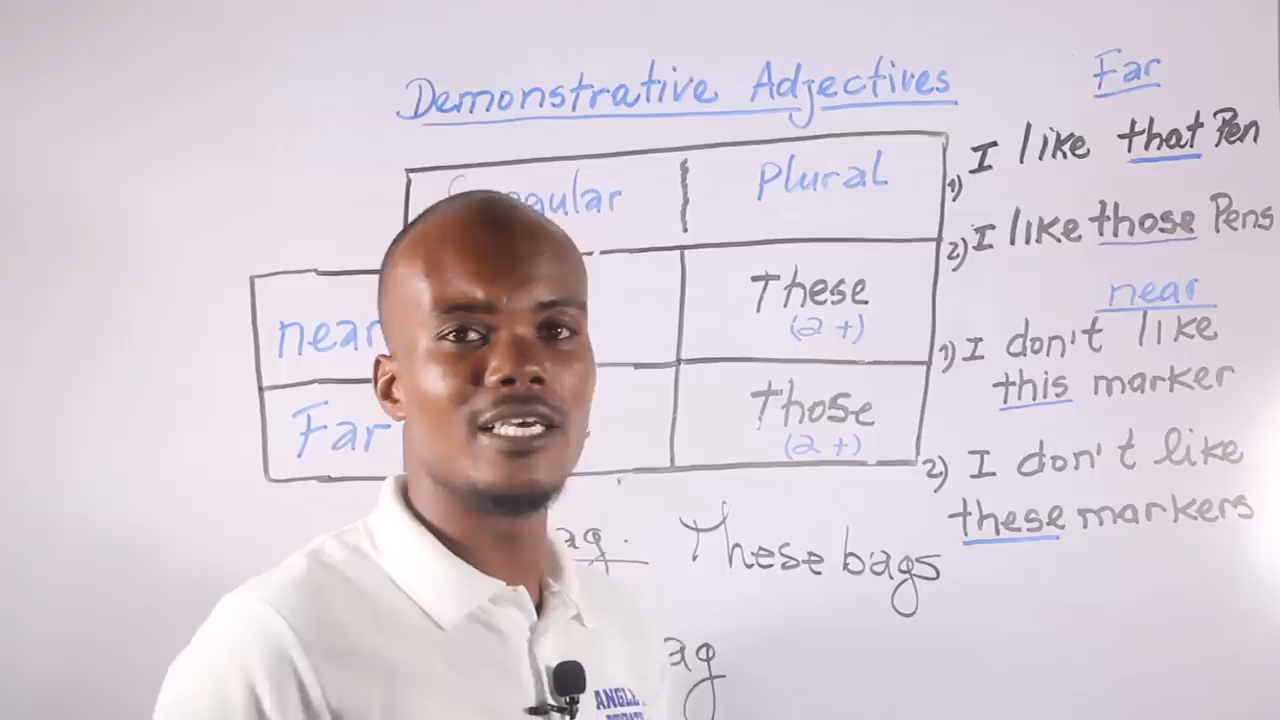 Demonstrative Adjectives
Plural
near
Far
These
(2 +)
Those
(2 +)
These bags
Far
1) I like that Pen
2) I like those Pens
near
1) I don't like
this marker
2) I don't like
these markers